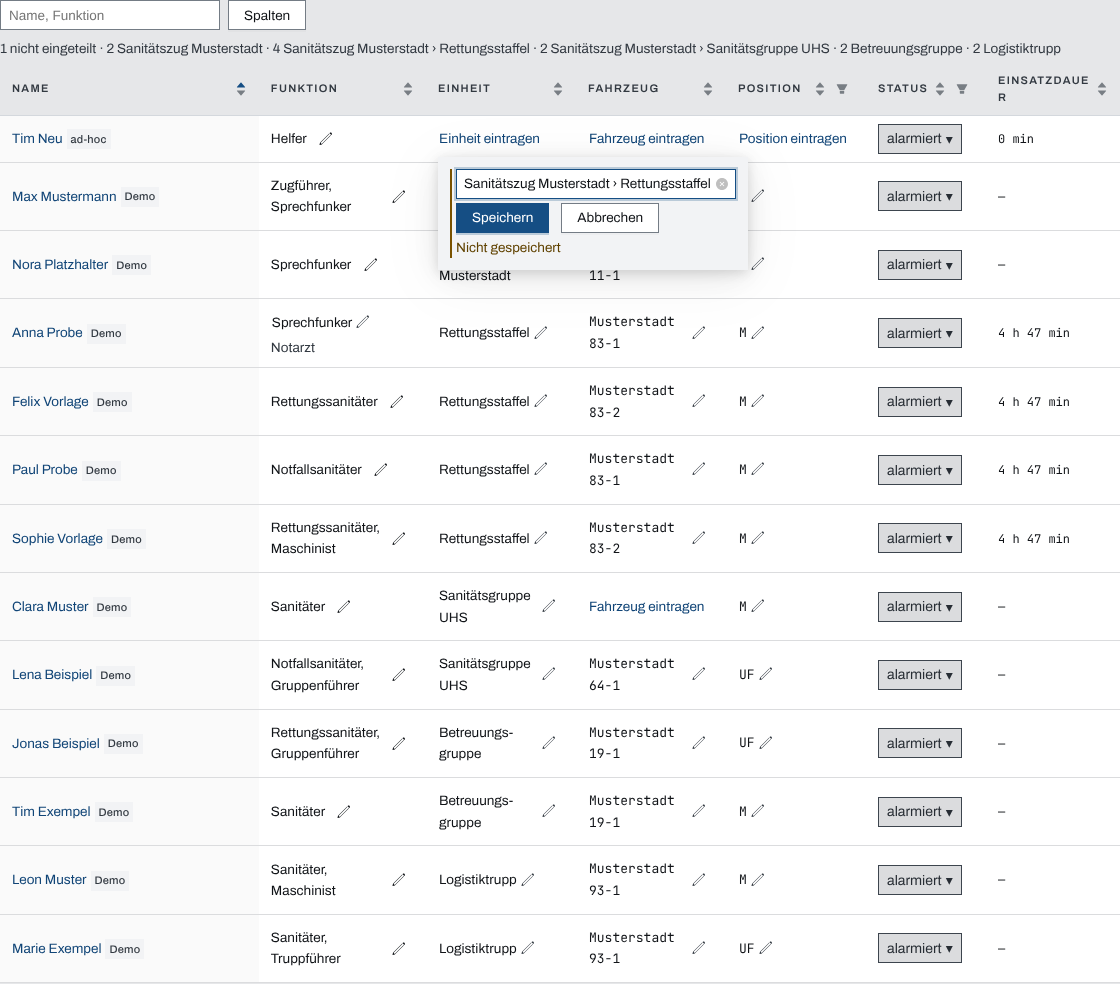 Name, Funktion
Spalten
1 nicht eingeteilt · 2 Sanitätszug Musterstadt · 4 Sanitätszug Musterstadt › Rettungsstaffel · 2 Sanitätszug Musterstadt › Sanitätsgruppe UHS · 2 Betreuungsgruppe · 2 Logistiktrupp
NAME FUNKTION EINHEIT FAHRZEUG POSITION STATUS EINSATZDAUE
R
Tim Neu ad-hoc Helfer Einheit eintragen Fahrzeug eintragen Position eintragen alarmiert ▾ 0 min
Max Mustermann Demo Zugführer,
Sprechfunker
alarmiert ▾ –
Sanitätszug Musterstadt › Rettungsstaffel
Speichern Abbrechen
Nicht gespeichert
Nora Platzhalter Demo Sprechfunker
Musterstadt
11-1
alarmiert ▾ –
Anna Probe Demo Sprechfunker
Notarzt
Rettungsstaffel
Musterstadt
83-1
M alarmiert ▾ 4 h 47 min
Felix Vorlage Demo Rettungssanitäter Rettungsstaffel
Musterstadt
83-2
M alarmiert ▾ 4 h 47 min
Paul Probe Demo Notfallsanitäter Rettungsstaffel
Musterstadt
83-1
M alarmiert ▾ 4 h 47 min
Sophie Vorlage Demo Rettungssanitäter,
Maschinist
Rettungsstaffel
Musterstadt
83-2
M alarmiert ▾ 4 h 47 min
Clara Muster Demo Sanitäter
Sanitätsgruppe
UHS
Fahrzeug eintragen M alarmiert ▾ –
Lena Beispiel Demo Notfallsanitäter,
Gruppenführer
Sanitätsgruppe
UHS
Musterstadt
64-1
UF alarmiert ▾ –
Jonas Beispiel Demo Rettungssanitäter,
Gruppenführer
Betreuungs-
gruppe
Musterstadt
19-1
UF alarmiert ▾ –
Tim Exempel Demo Sanitäter
Betreuungs-
gruppe
Musterstadt
19-1
M alarmiert ▾ –
Leon Muster Demo Sanitäter,
Maschinist
Logistiktrupp
Musterstadt
93-1
M alarmiert ▾ –
Marie Exempel Demo Sanitäter,
Truppführer
Logistiktrupp
Musterstadt
93-1
UF alarmiert ▾ –